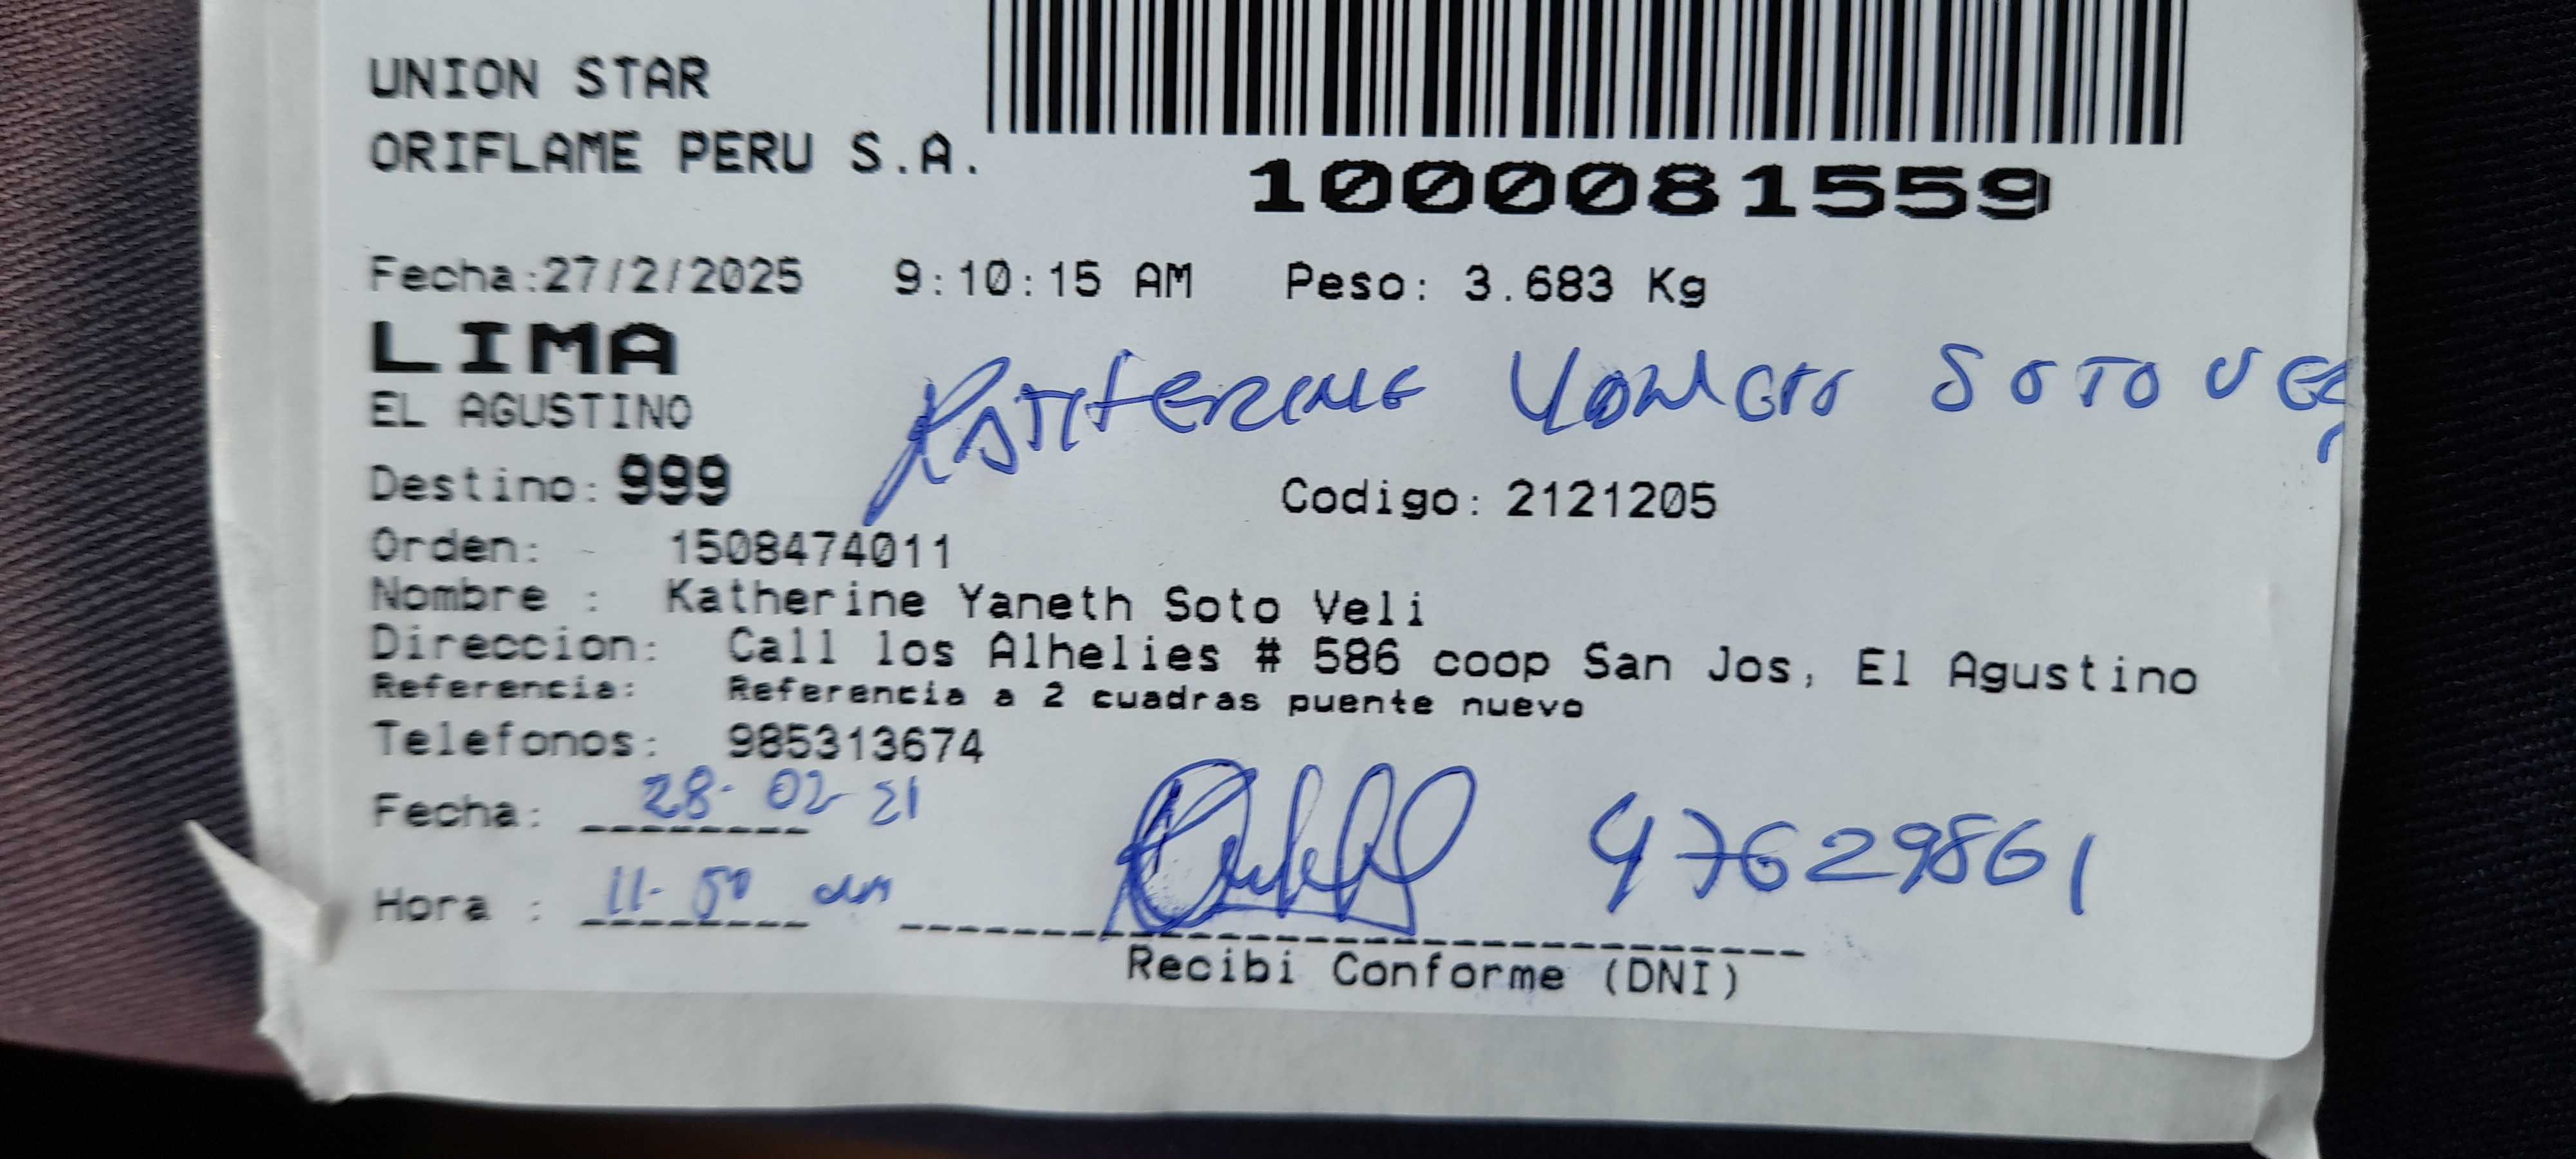 UNION STAR
ORIFLAME PERU S.A.
1000081559
Fecha:27/2/2025 9:10:15 AM Peso: 3.683 Kg
LIMA
EL AGUSTINO
KATHERINE SOTO
Destino: 999 Codigo: 2121205
Orden: 1508474011
Nombre : Katherine Yaneth Soto Veli
Direccion: Call los Alhelies # 586 coop San Jos, El Agustino
Referencia: Referencia a 2 cuadras puente nuevo
Telefonos: 985313674
Fecha: 28-02
Hora : 11-50 am
47629861
Recibi Conforme (DNI)